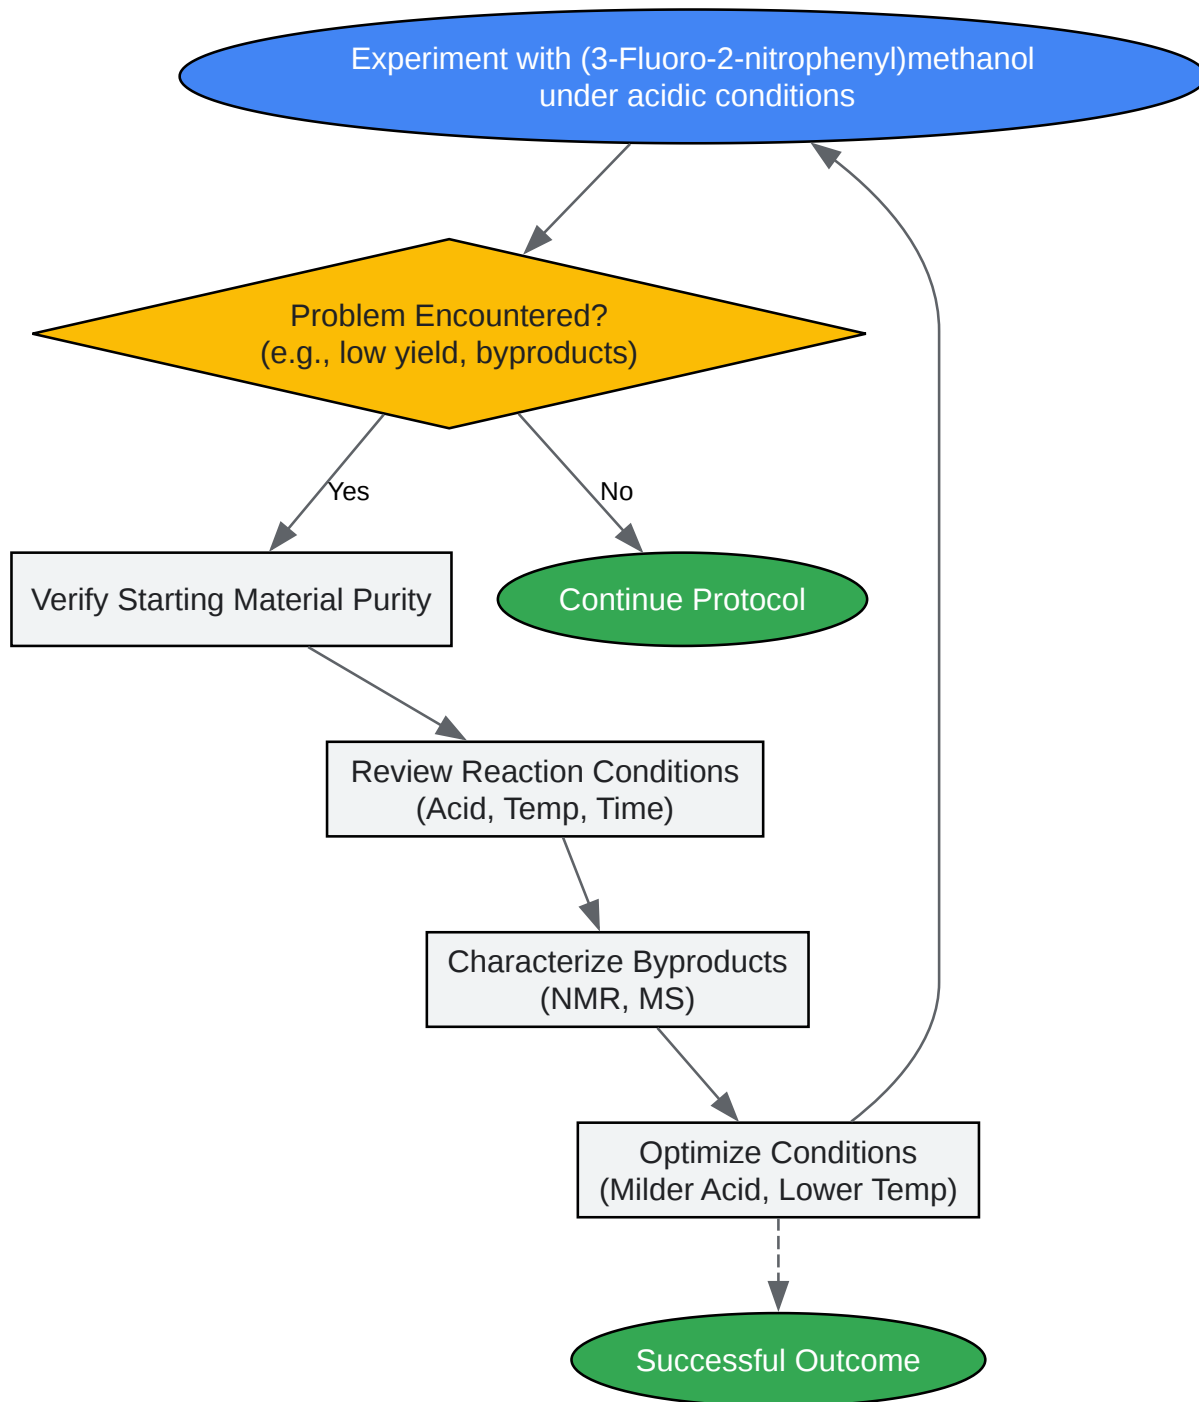 Experiment with (3-Fluoro-2-nitrophenyl)methanol
under acidic conditions
Problem Encountered?
(e.g., low yield, byproducts)
Yes
No
Verify Starting Material Purity
Continue Protocol
Review Reaction Conditions
(Acid, Temp, Time)
Characterize Byproducts
(NMR, MS)
Optimize Conditions
(Milder Acid, Lower Temp)
Successful Outcome